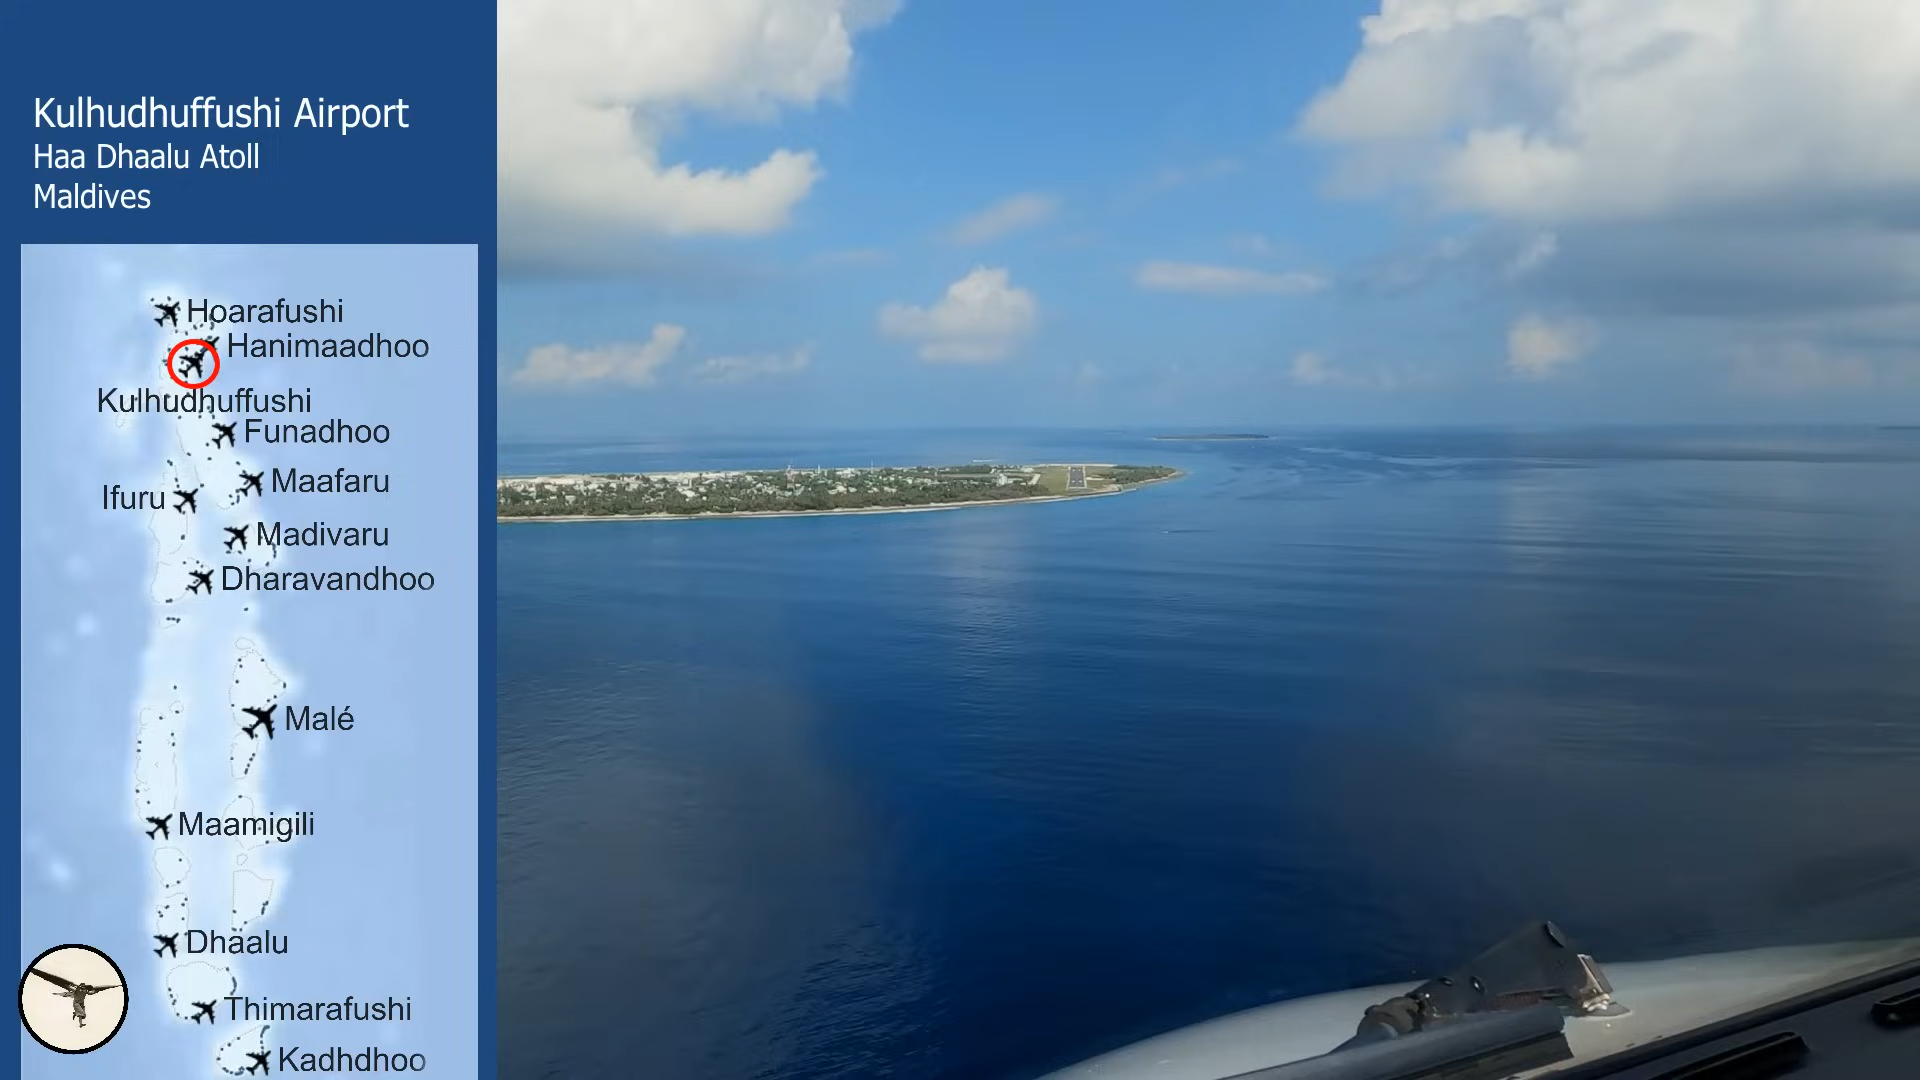 Kulhudhuffushi Airport
Haa Dhaalu Atoll
Maldives
Hoarafushi
Hanimaadhoo
Kulhudhuffushi
Funadhoo
Maafaru
Ifuru
Madivaru
Dharavandhoo
Malé
Maamigili
Dhaalu
Thimarafushi
Kadhdhoo